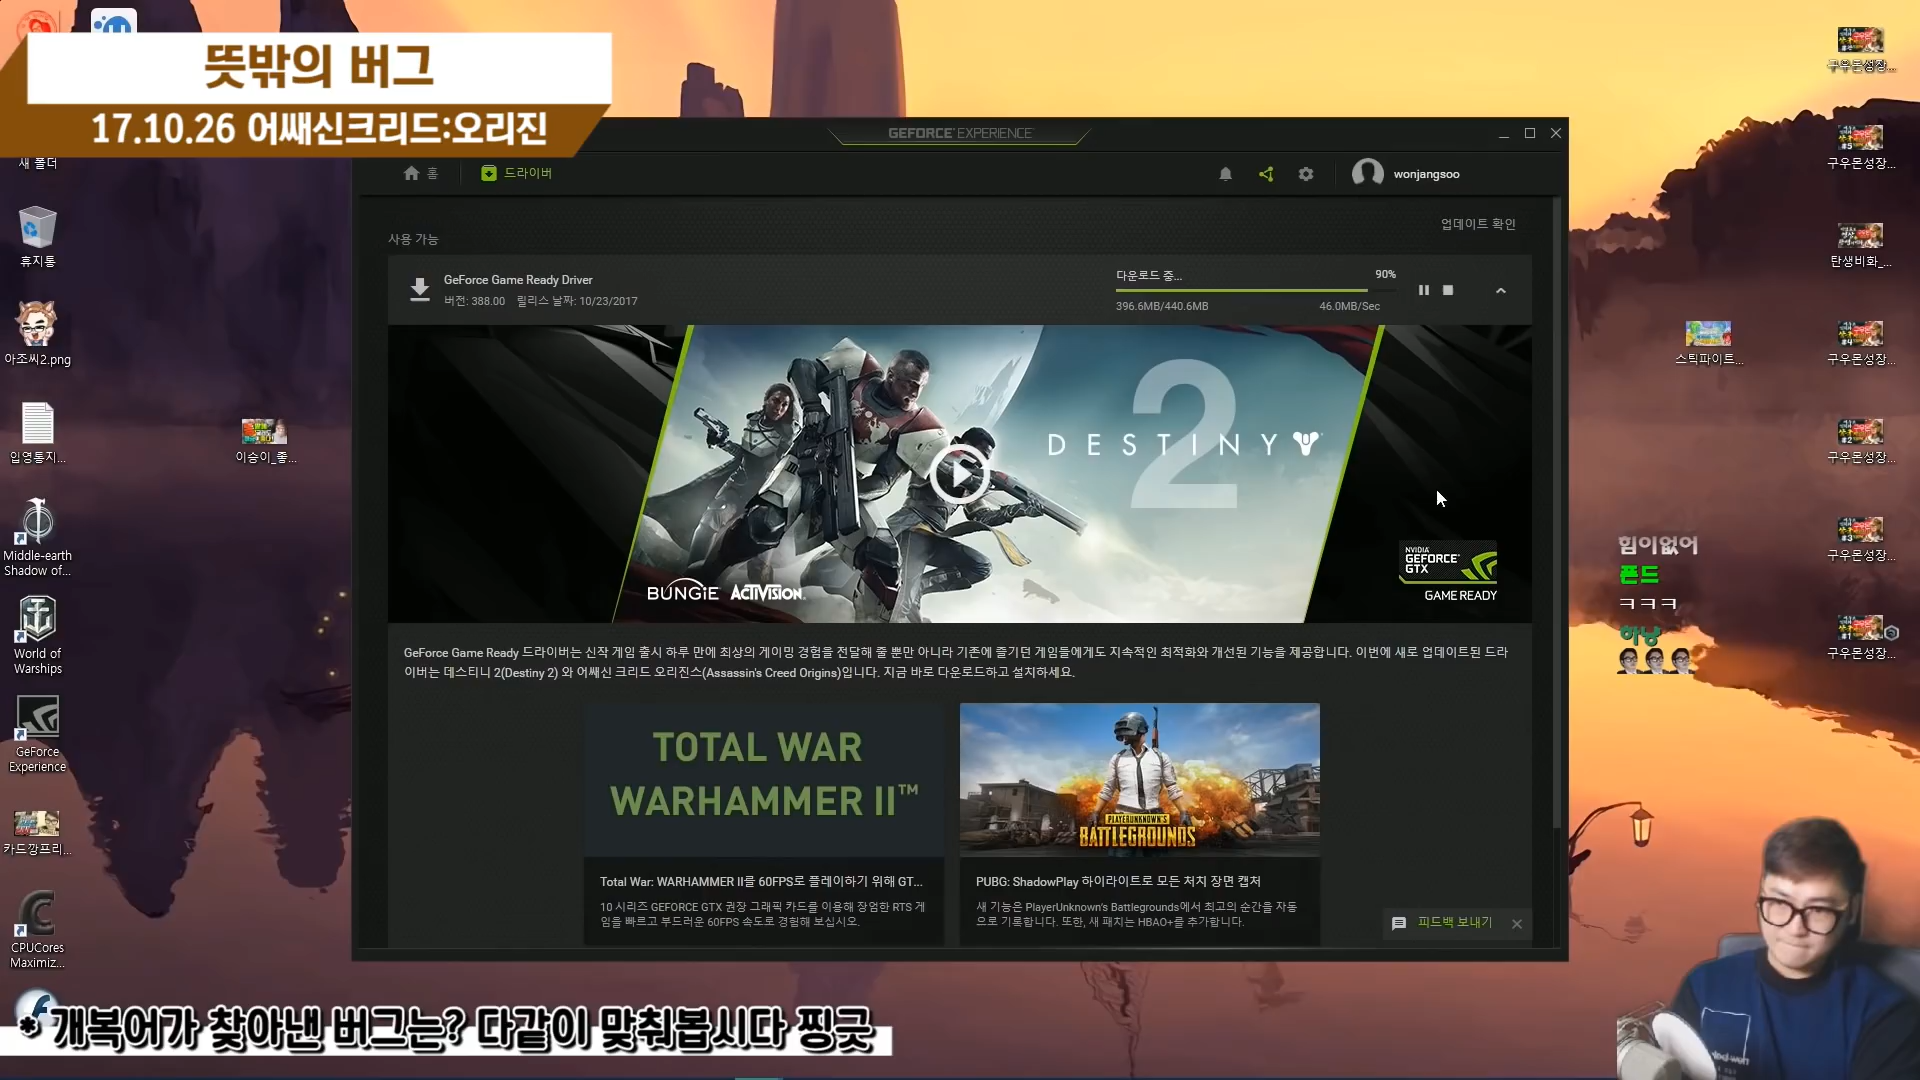 뜻밖의 버그
17.10.26 어쌔신크리드:오리진
새 폴더
휴지통
아조씨2.png
입영통지...
이승이_좋...
Middle-earth
Shadow of...
World of
Warships
GeForce
Experience
카드깡프리...
CPUCores
Maximiz...
GEFORCE EXPERIENCE
홈
드라이버
wonjangsoo
업데이트 확인
사용 가능
GeForce Game Ready Driver
버전: 388.00 릴리스 날짜: 10/23/2017
다운로드 중...
90%
396.6MB/440.6MB
46.0MB/Sec
2
DESTINY
BUNGiE ACTIVISION
NVIDIA
GEFORCE
GTX
GAME READY
GeForce Game Ready 드라이버는 신작 게임 출시 하루 만에 최상의 게이밍 경험을 전달해 줄 뿐만 아니라 기존에 즐기던 게임들에게도 지속적인 최적화와 개선된 기능을 제공합니다. 이번에 새로 업데이트된 드라
이버는 데스티니 2(Destiny 2) 와 어쌔신 크리드 오리진스(Assassin's Creed Origins)입니다. 지금 바로 다운로드하고 설치하세요.
TOTAL WAR
WARHAMMER II™
Total War: WARHAMMER II를 60FPS로 플레이하기 위해 GT...
10 시리즈 GEFORCE GTX 권장 그래픽 카드를 이용해 장엄한 RTS 게
임을 빠르고 부드러운 60FPS 속도로 경험해 보십시오.
PLAYERUNKNOWN'S
BATTLEGROUNDS
PUBG: ShadowPlay 하이라이트로 모든 처치 장면 캡처
새 기능은 PlayerUnknown's Battlegrounds에서 최고의 순간을 자동
으로 기록합니다. 또한, 새 패치는 HBAO+를 추가합니다.
피드백 보내기
구우몬성장...
#5
구우몬성장...
탄생비화_...
스틱파이트...
#4
구우몬성장...
#2
구우몬성장...
#3
구우몬성장...
#1
구우몬성장...
힘이없어
폰드
ㅋㅋㅋ
하냥
* 개복어가 찾아낸 버그는? 다같이 맞춰봅시다 찡긋